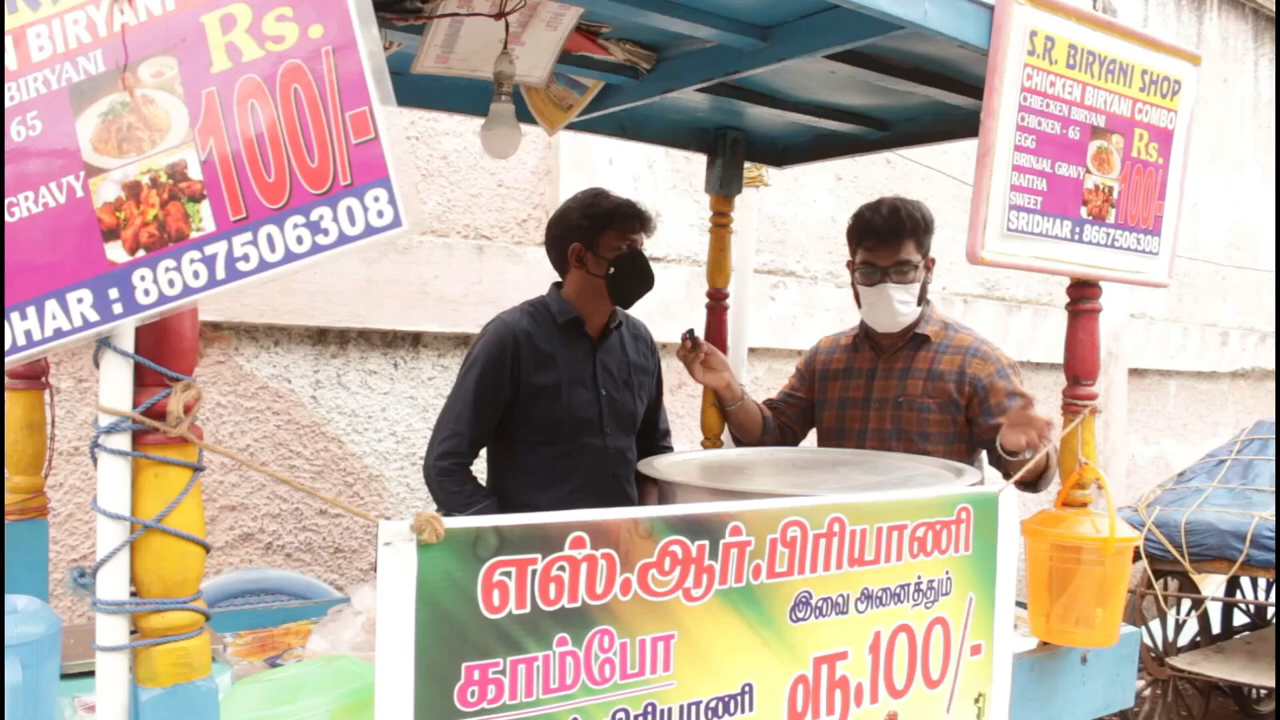 N BIRYANI
BIRYANI
65
GRAVY
Rs.
100/-
DHAR : 8667506308
S.R. BIRYANI SHOP
CHICKEN BIRYANI COMBO
CHIECKEN BIRYANI
CHICKEN - 65
EGG
BRINJAL GRAVY
RAITHA
SWEET
Rs.
100/-
SRIDHAR : 8667506308
எஸ்.ஆர்.பிரியாணி
இவை அனைத்தும்
காம்போ
ரூ.100/-
பிரியாணி